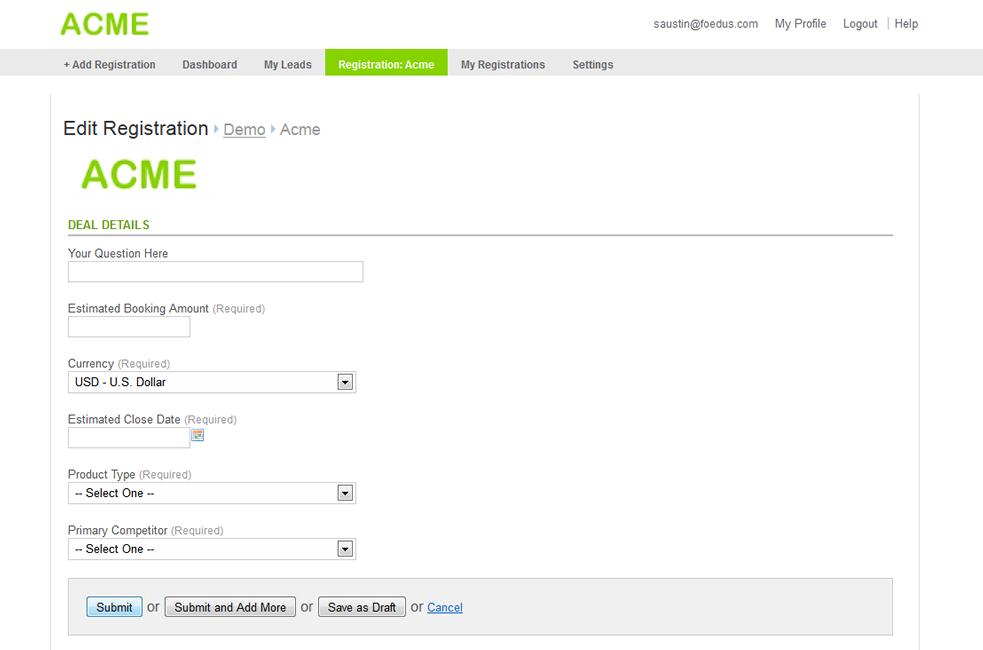 ACME
saustin@foedus.com My Profile Logout | Help
+ Add Registration Dashboard My Leads Registration: Acme My Registrations Settings
Edit Registration Demo Acme
ACME
DEAL DETAILS
Your Question Here
Estimated Booking Amount (Required)
Currency (Required)
USD - U.S. Dollar
Estimated Close Date (Required)
Product Type (Required)
-- Select One --
Primary Competitor (Required)
-- Select One --
Submit or Submit and Add More or Save as Draft or Cancel